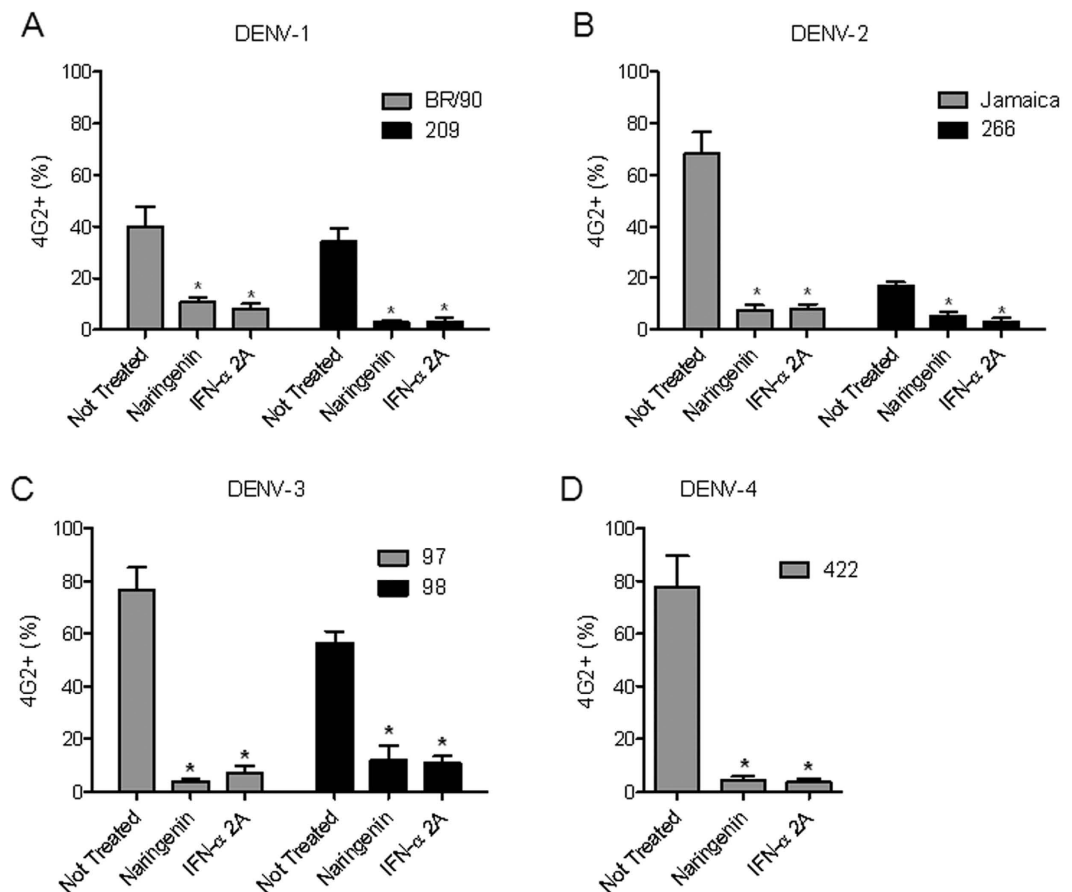 A
DENV-1
4G2+ (%)
100
80
60
40
20
0
BR/90
209
*
*
*
*
Not Treated
Naringenin
IFN-α 2A
Not Treated
Naringenin
IFN-α 2A
B
DENV-2
4G2+ (%)
100
80
60
40
20
0
Jamaica
266
*
*
*
*
Not Treated
Naringenin
IFN-α 2A
Not Treated
Naringenin
IFN-α 2A
C
DENV-3
4G2+ (%)
100
80
60
40
20
0
97
98
*
*
*
*
Not Treated
Naringenin
IFN-α 2A
Not Treated
Naringenin
IFN-α 2A
D
DENV-4
4G2+ (%)
100
80
60
40
20
0
422
*
*
Not Treated
Naringenin
IFN-α 2A